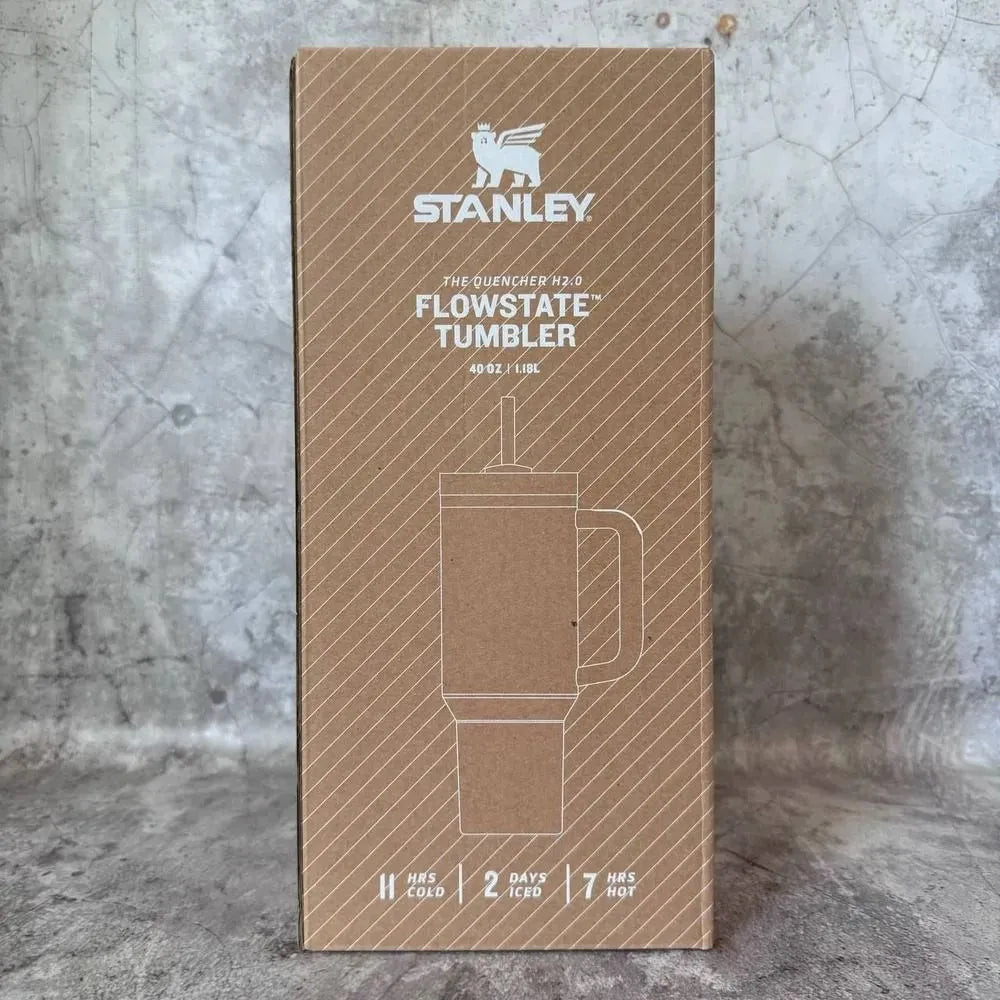 STANLEY®
THE QUENCHER H2.0
FLOWSTATE™
TUMBLER
40 OZ | 1.18L
11 HRS COLD | 2 DAYS ICED | 7 HRS HOT